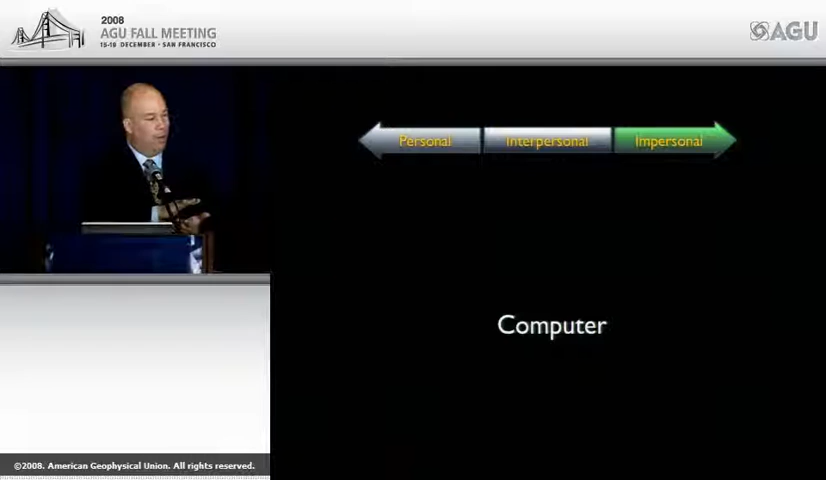 2008
AGU FALL MEETING
15-19 DECEMBER • SAN FRANCISCO
AGU
Personal
Interpersonal
Impersonal
Computer
©2008. American Geophysical Union. All rights reserved.